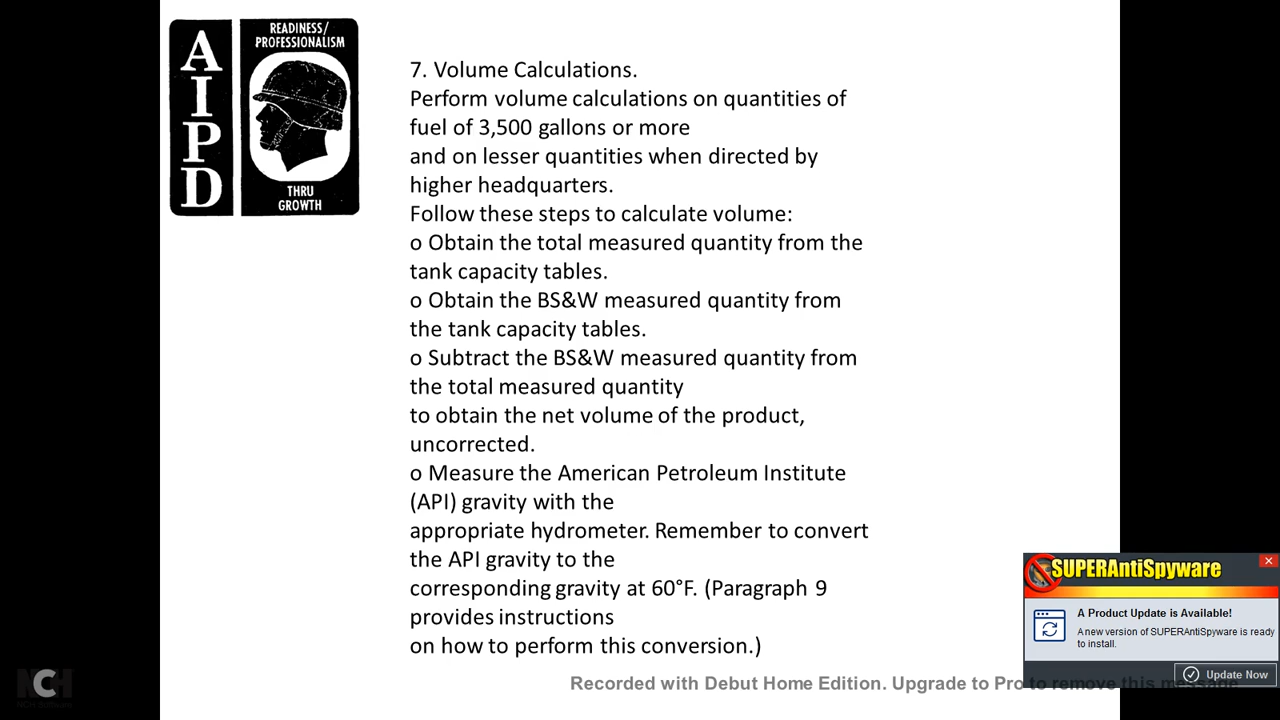 A
I
P
D
READINESS/
PROFESSIONALISM
THRU
GROWTH
7. Volume Calculations.
Perform volume calculations on quantities of
fuel of 3,500 gallons or more
and on lesser quantities when directed by
higher headquarters.
Follow these steps to calculate volume:
o Obtain the total measured quantity from the
tank capacity tables.
o Obtain the BS&W measured quantity from
the tank capacity tables.
o Subtract the BS&W measured quantity from
the total measured quantity
to obtain the net volume of the product,
uncorrected.
o Measure the American Petroleum Institute
(API) gravity with the
appropriate hydrometer. Remember to convert
the API gravity to the
corresponding gravity at 60°F. (Paragraph 9
provides instructions
on how to perform this conversion.)
SUPERAntiSpyware
A Product Update is Available!
A new version of SUPERAntiSpyware is ready
to install.
Update Now
NCH
NCH Software
Recorded with Debut Home Edition. Upgrade to Pro to remove this message